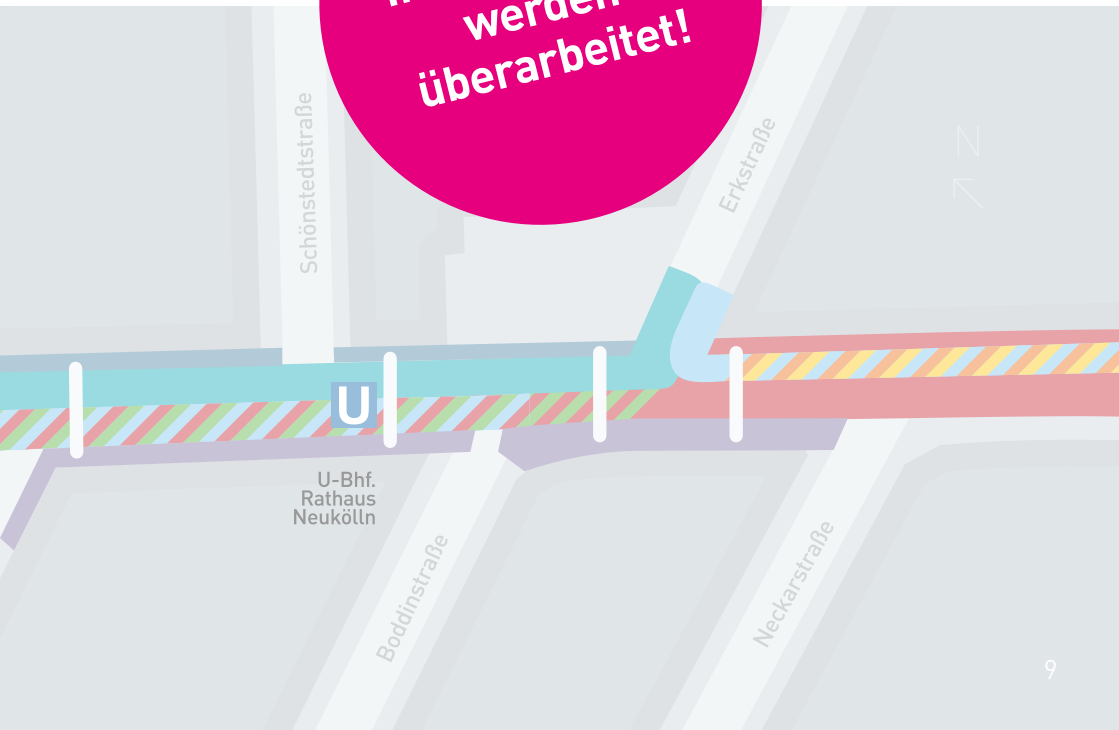 werden
überarbeitet!
Schönstedtstraße
Erkstraße
N
U
U-Bhf.
Rathaus
Neukölln
Boddinstraße
Neckarstraße
9